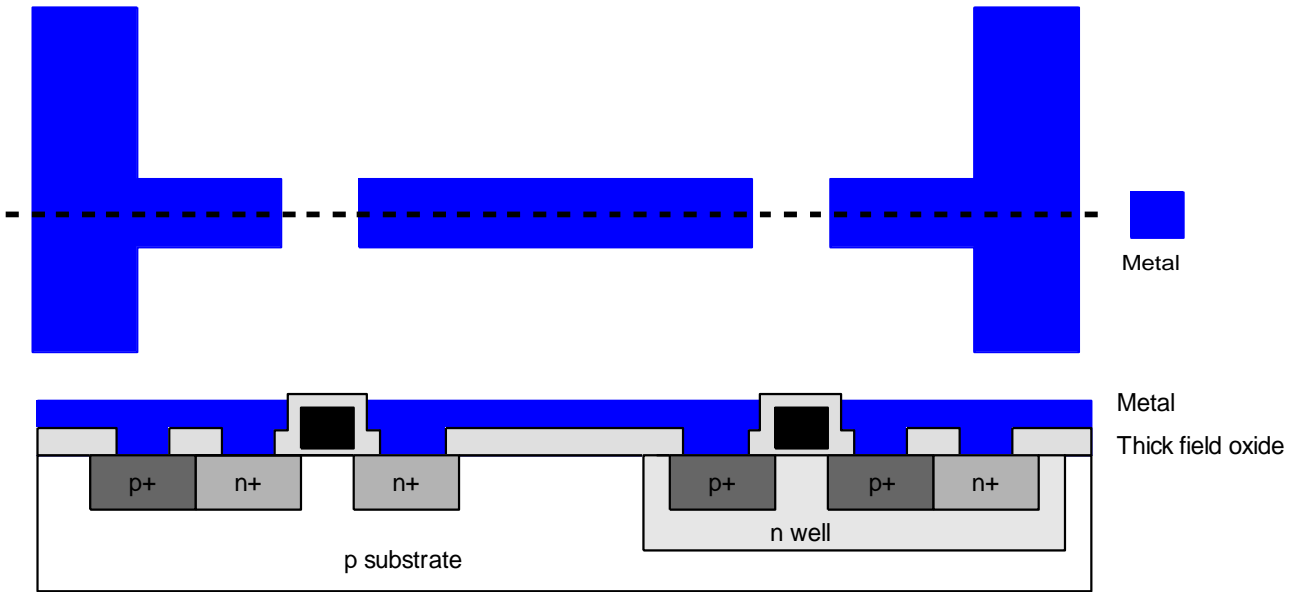 Metal
Metal
Thick field oxide
p+ n+ n+ p+ p+ n+
n well
p substrate